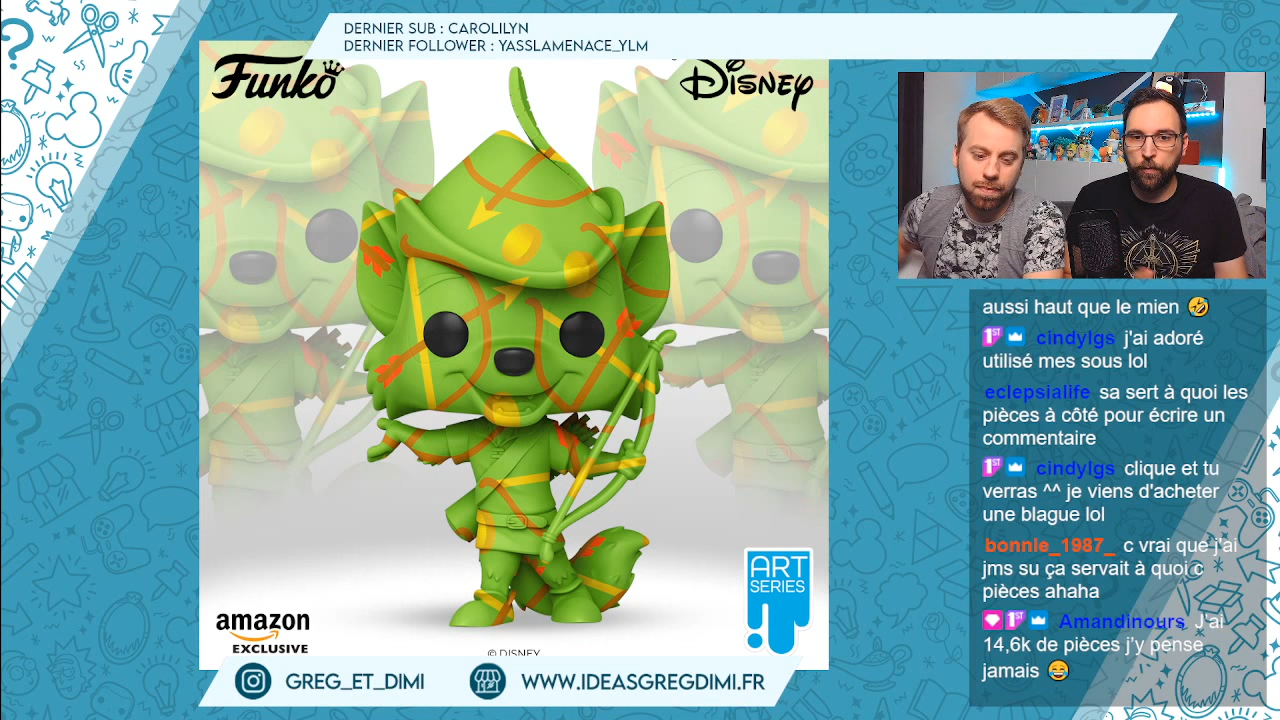 DERNIER SUB : CAROLILYN
DERNIER FOLLOWER : YASSLAMENACE_YLM
Funko
DISNEY
aussi haut que le mien 🤣
1ST cindylgs j'ai adoré
utilisé mes sous lol
eclepsialife sa sert à quoi les
pièces à côté pour écrire un
commentaire
1ST cindylgs clique et tu
verras ^^ je viens d'acheter
une blague lol
bonnie_1987_ c vrai que j'ai
jms su ça servait à quoi c
pièces ahaha
1ST Amandinours J'ai
14,6k de pièces j'y pense
jamais 😂
ART
SERIES
amazon
EXCLUSIVE
© DISNEY
GREG_ET_DIMI
WWW.IDEASGREGDIMI.FR